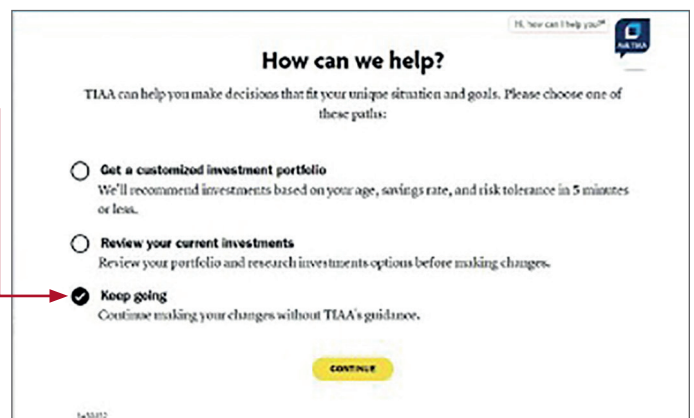 Hi, how can I help you?
ASK TIAA
How can we help?
TIAA can help you make decisions that fit your unique situation and goals. Please choose one of
these paths:
Get a customized investment portfolio
We'll recommend investments based on your age, savings rate, and risk tolerance in 5 minutes
or less.
Review your current investments
Review your portfolio and research investments options before making changes.
Keep going
Continue making your changes without TIAA's guidance.
CONTINUE